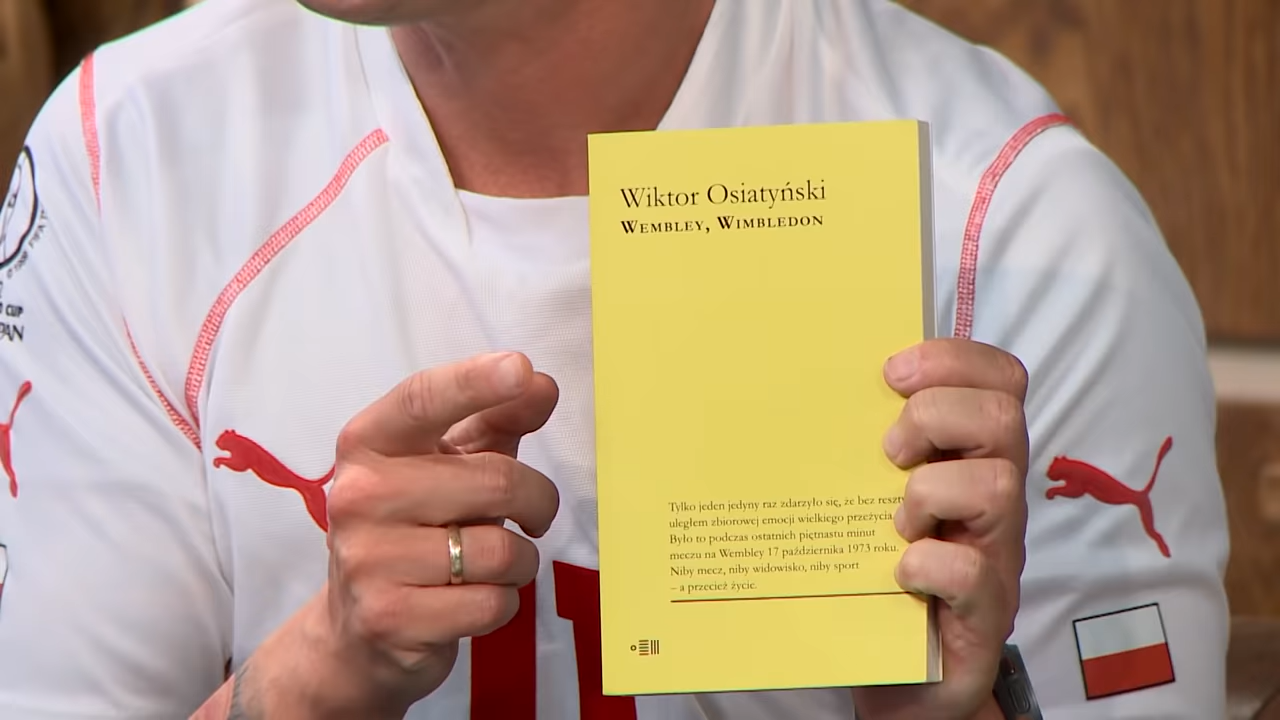 Wiktor Osiatyński
Wembley, Wimbledon
Tylko jeden jedyny raz zdarzyło się, że bez reszty
uległem zbiorowej emocji wielkiego przeżycia.
Było to podczas ostatnich piętnastu minut
meczu na Wembley 17 października 1973 roku.
Niby mecz, niby widowisko, niby sport
– a przecież życie.
CUP